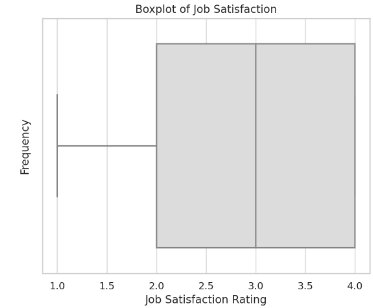 Boxplot of Job Satisfaction
Frequency
1.0 1.5 2.0 2.5 3.0 3.5 4.0
Job Satisfaction Rating